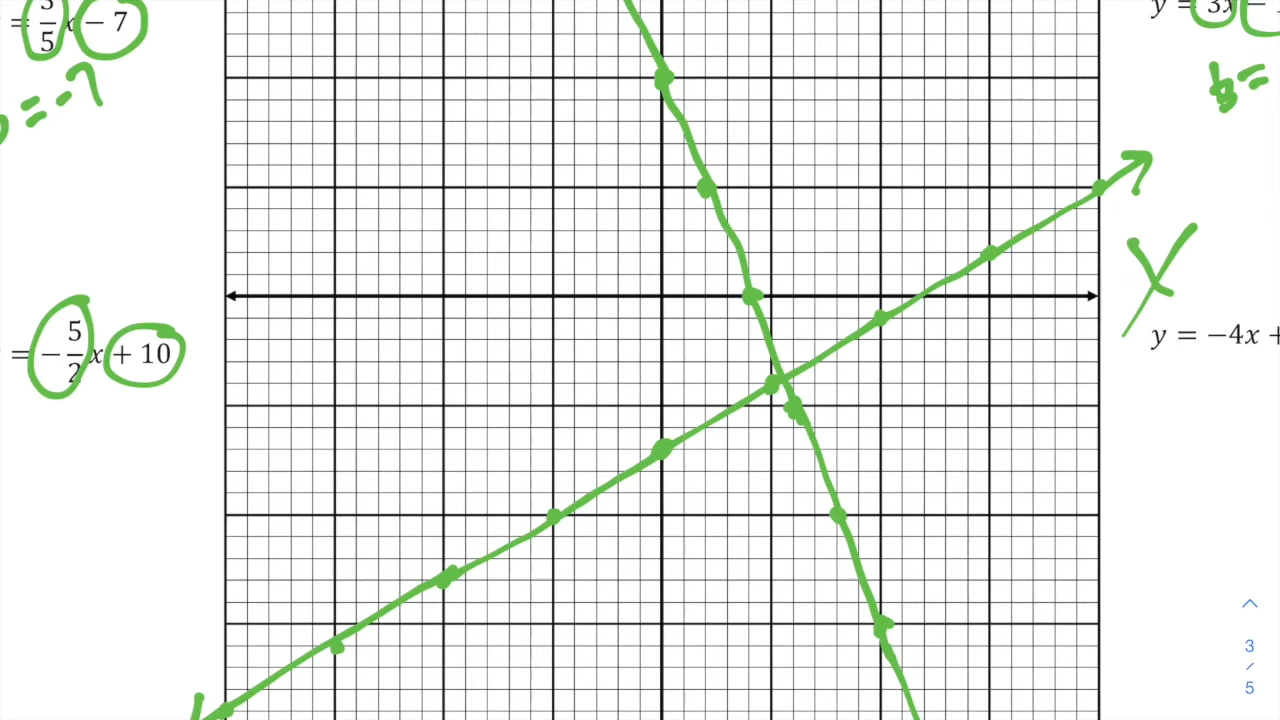 = 3/5 x − 7
= -7
= −5/2 x + 10
y = 3x −
b =
y = −4x +
3
/
5